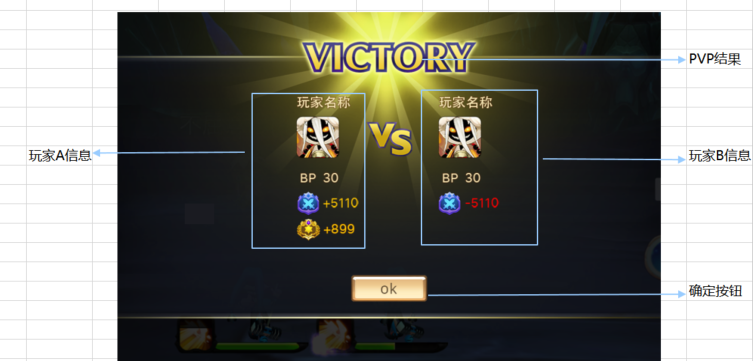 VICTORY
PVP结果
玩家名称
玩家名称
VS
玩家A信息
玩家B信息
BP 30
BP 30
+5110
-5110
+899
ok
确定按钮